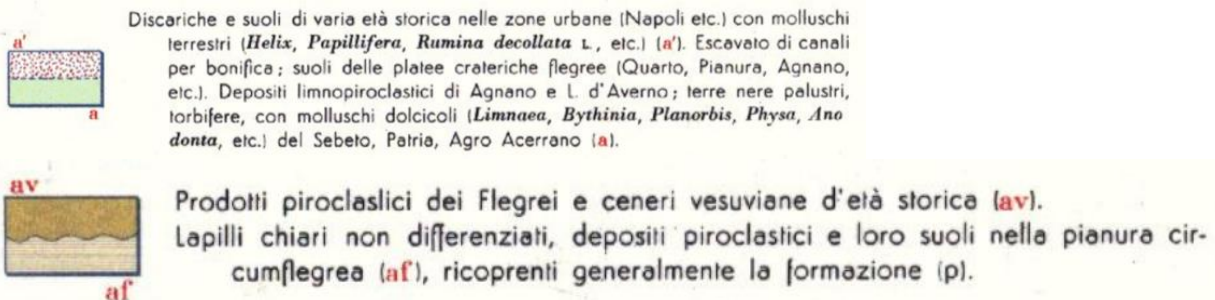 Discariche e suoli di varia età storica nelle zone urbane (Napoli etc.) con molluschi
a'
terrestri (Helix, Papillifera, Rumina decollata L., etc.) (a'). Escavato di canali
per bonifica; suoli delle platee crateriche flegree (Quarto, Pianura, Agnano,
etc.). Depositi limnopiroclastici di Agnano e L. d'Averno; terre nere palustri,
a
torbifere, con molluschi dolcicoli (Limnaea, Bythinia, Planorbis, Physa, Ano
donta, etc.) del Sebeto, Patria, Agro Acerrano (a).
av
Prodotti piroclastici dei Flegrei e ceneri vesuviane d'età storica (av).
Lapilli chiari non differenziati, depositi piroclastici e loro suoli nella pianura cir-
cumflegrea (af), ricoprenti generalmente la formazione (p).
af